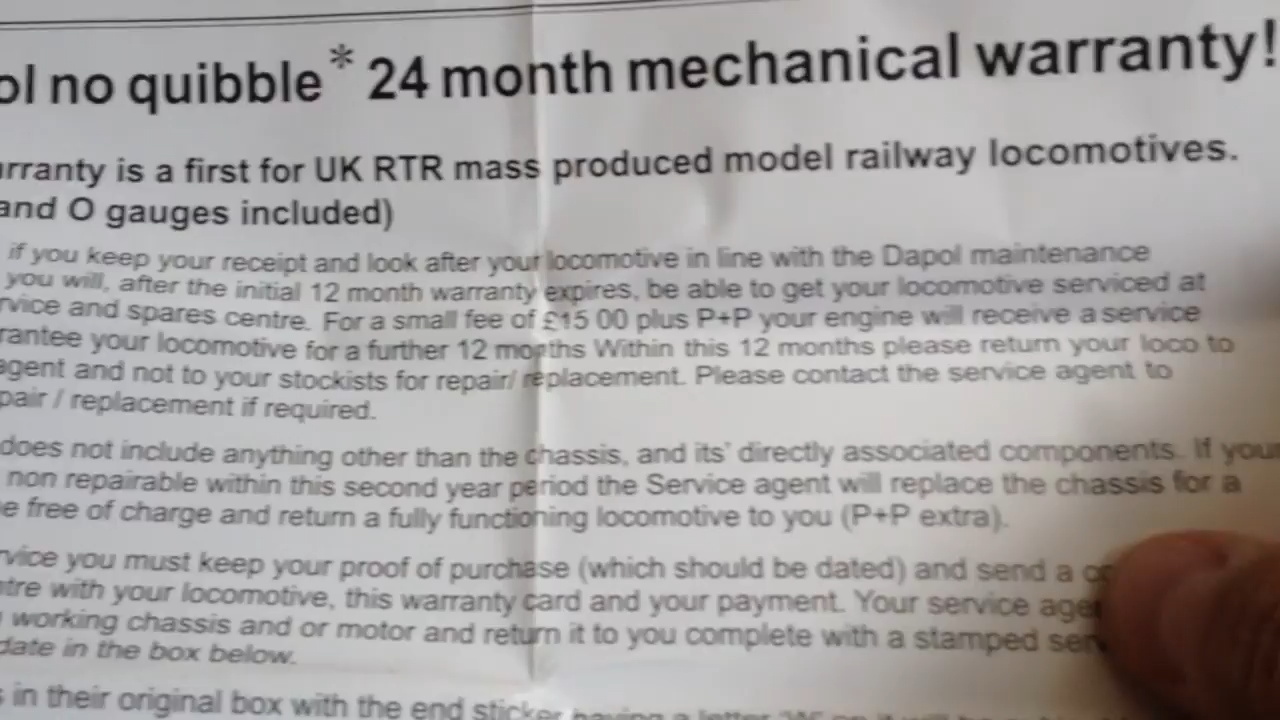 ol no quibble* 24 month mechanical warranty!
rranty is a first for UK RTR mass produced model railway locomotives.
and O gauges included)
if you keep your receipt and look after your locomotive in line with the Dapol maintenance
you will, after the initial 12 month warranty expires, be able to get your locomotive serviced at
rvice and spares centre. For a small fee of £15 00 plus P+P your engine will receive a service
rantee your locomotive for a further 12 months Within this 12 months please return your loco to
agent and not to your stockists for repair/ replacement. Please contact the service agent to
pair / replacement if required.
does not include anything other than the chassis, and its' directly associated components. If your
non repairable within this second year period the Service agent will replace the chassis for a
e free of charge and return a fully functioning locomotive to you (P+P extra).
rvice you must keep your proof of purchase (which should be dated) and send a
ntre with your locomotive, this warranty card and your payment. Your service age
working chassis and or motor and return it to you complete with a stamped ser
date in the box below.
s in their original box with the end sticker having a letter